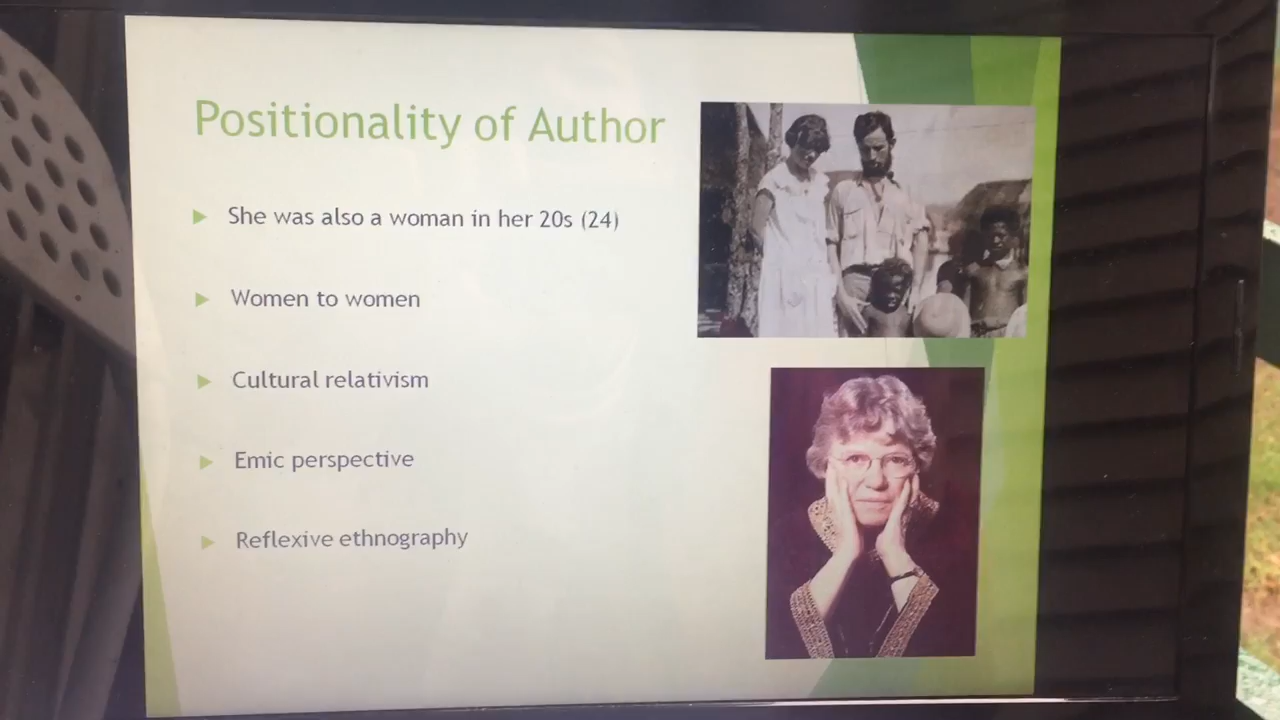 Positionality of Author
She was also a woman in her 20s (24)
Women to women
Cultural relativism
Emic perspective
Reflexive ethnography